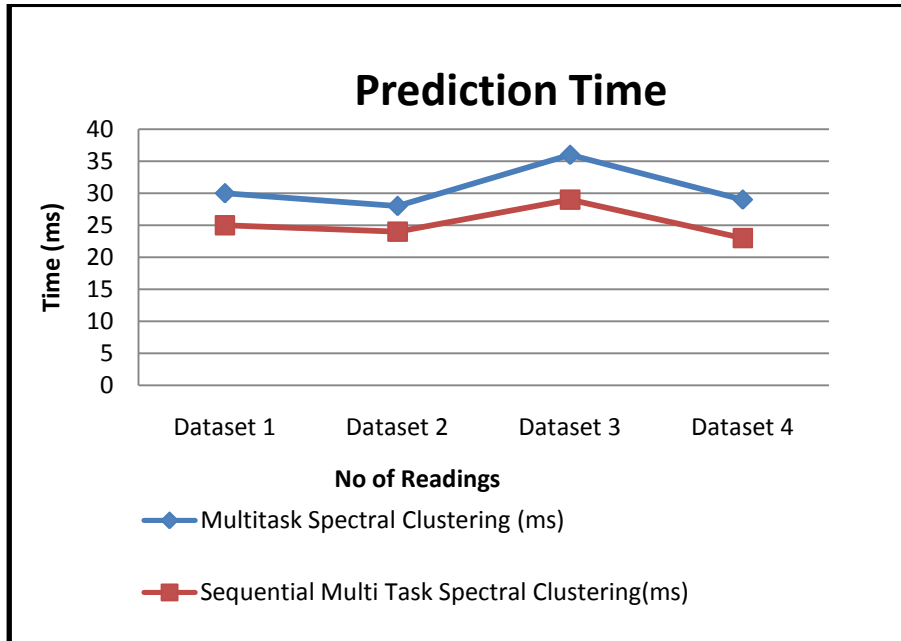 Prediction Time
40
35
30
25
20
15
10
5
0
Time (ms)
Dataset 1 Dataset 2 Dataset 3 Dataset 4
No of Readings
Multitask Spectral Clustering (ms)
Sequential Multi Task Spectral Clustering(ms)